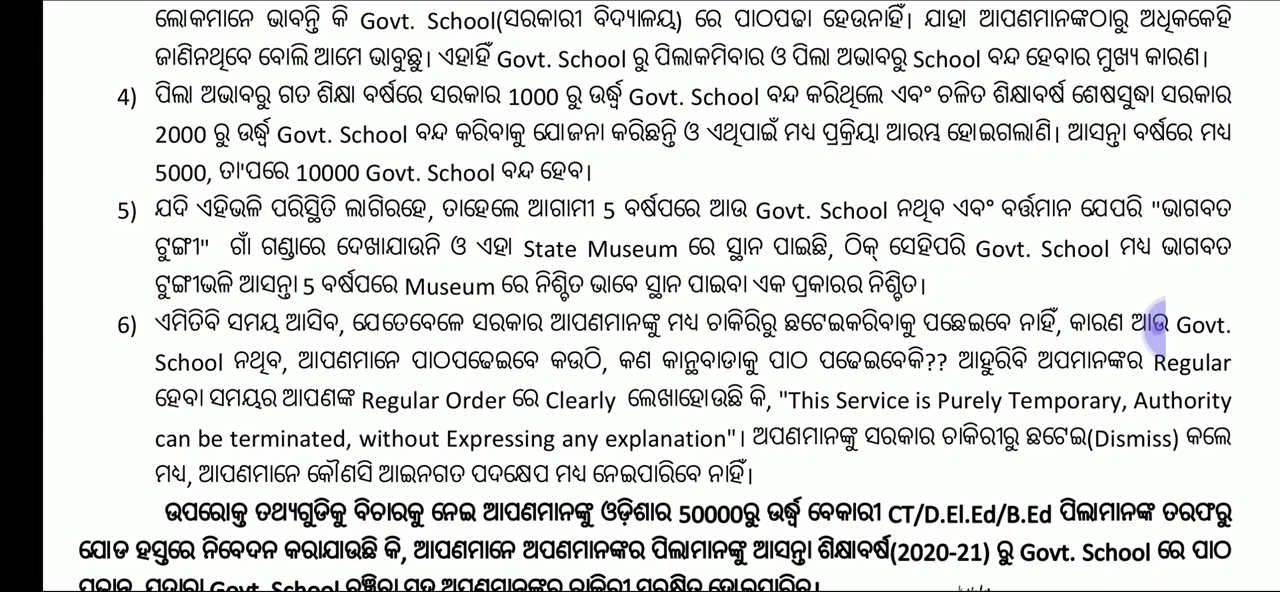 ଲୋକମାନେ ଭାବନ୍ତି କି Govt. School(ସରକାରୀ ବିଦ୍ୟାଳୟ) ରେ ପାଠପଢା ହେଉନାହିଁ। ଯାହା ଆପଣମାନଙ୍କଠାରୁ ଅଧିକକେହି
ଜାଣିନଥିବେ ବୋଲି ଆମେ ଭାବୁଛୁ। ଏହାହିଁ Govt. School ରୁ ପିଲାକମିବାର ଓ ପିଲା ଅଭାବରୁ School ବନ୍ଦ ହେବାର ମୁଖ୍ୟ କାରଣ।
4) ପିଲା ଅଭାବରୁ ଗତ ଶିକ୍ଷା ବର୍ଷରେ ସରକାର 1000 ରୁ ଉର୍ଦ୍ଧ୍ବ Govt. School ବନ୍ଦ କରିଥିଲେ ଏବଂ ଚଳିତ ଶିକ୍ଷାବର୍ଷ ଶେଷସୁଦ୍ଧା ସରକାର
2000 ରୁ ଉର୍ଦ୍ଧ୍ବ Govt. School ବନ୍ଦ କରିବାକୁ ଯୋଜନା କରିଛନ୍ତି ଓ ଏଥିପାଇଁ ମଧ୍ୟ ପ୍ରକ୍ରିୟା ଆରମ୍ଭ ହୋଇଗଲାଣି। ଆସନ୍ତା ବର୍ଷରେ ମଧ୍ୟ
5000, ତା'ପରେ 10000 Govt. School ବନ୍ଦ ହେବ।
5) ଯଦି ଏହିଭଳି ପରିସ୍ଥିତି ଲାଗିରହେ, ତାହେଲେ ଆଗାମୀ 5 ବର୍ଷପରେ ଆଉ Govt. School ନଥିବ ଏବଂ ବର୍ତ୍ତମାନ ଯେପରି "ଭାଗବତ
ଟୁଙ୍ଗୀ" ଗାଁ ଗଣ୍ଡାରେ ଦେଖାଯାଉନି ଓ ଏହା State Museum ରେ ସ୍ଥାନ ପାଇଛି, ଠିକ୍ ସେହିପରି Govt. School ମଧ୍ୟ ଭାଗବତ
ଟୁଙ୍ଗୀଭଳି ଆସନ୍ତା 5 ବର୍ଷପରେ Museum ରେ ନିଶ୍ଚିତ ଭାବେ ସ୍ଥାନ ପାଇବା ଏକ ପ୍ରକାରର ନିଶ୍ଚିତ।
6) ଏମିତିବି ସମୟ ଆସିବ, ଯେତେବେଳେ ସରକାର ଆପଣମାନଙ୍କୁ ମଧ୍ୟ ଚାକିରିରୁ ଛଟେଇକରିବାକୁ ପଛେଇବେ ନାହିଁ, କାରଣ ଆଉ Govt.
School ନଥିବ, ଆପଣମାନେ ପାଠପଢେଇବେ କଉଠି, କଣ କାନ୍ଥବାଡାକୁ ପାଠ ପଢେଇବେକି?? ଆହୁରିବି ଅପମାନଙ୍କର Regular
ହେବା ସମୟର ଆପଣଙ୍କ Regular Order ରେ Clearly ଲେଖାହୋଉଛି କି, "This Service is Purely Temporary, Authority
can be terminated, without Expressing any explanation"। ଅପଣମାନଙ୍କୁ ସରକାର ଚାକିରୀରୁ ଛଟେଇ(Dismiss) କଲେ
ମଧ୍ୟ, ଆପଣମାନେ କୌଣସି ଆଇନଗତ ପଦକ୍ଷେପ ମଧ୍ୟ ନେଇପାରିବେ ନାହିଁ।
ଉପରୋକ୍ତ ତଥ୍ୟଗୁଡିକୁ ବିଚାରକୁ ନେଇ ଆପଣମାନଙ୍କୁ ଓଡ଼ିଶାର 50000ରୁ ଉର୍ଦ୍ଧ୍ବ ବେକାରୀ CT/D.El.Ed/B.Ed ପିଲାମାନଙ୍କ ତରଫରୁ
ଯୋଡ ହସ୍ତରେ ନିବେଦନ କରାଯାଉଛି କି, ଆପଣମାନେ ଅପଣମାନଙ୍କର ପିଲାମାନଙ୍କୁ ଆସନ୍ତା ଶିକ୍ଷାବର୍ଷ(2020-21) ରୁ Govt. School ରେ ପାଠ
Govt. School